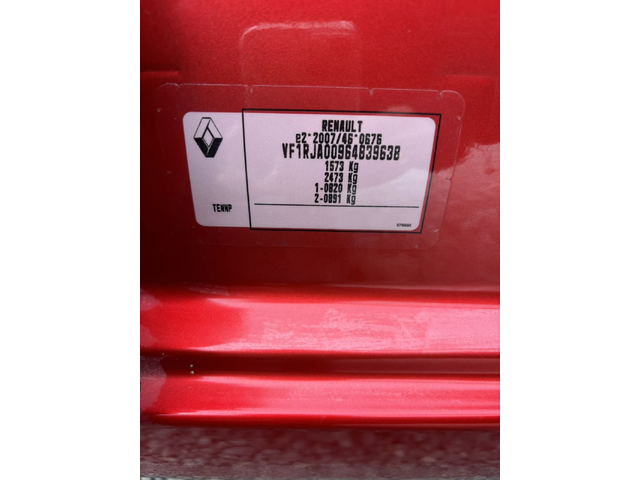 RENAULT
e2*2007/46*0676
VF1RJA00964839638
1573 Kg
2473 Kg
1-0820 Kg
2-0891 Kg
TENNP